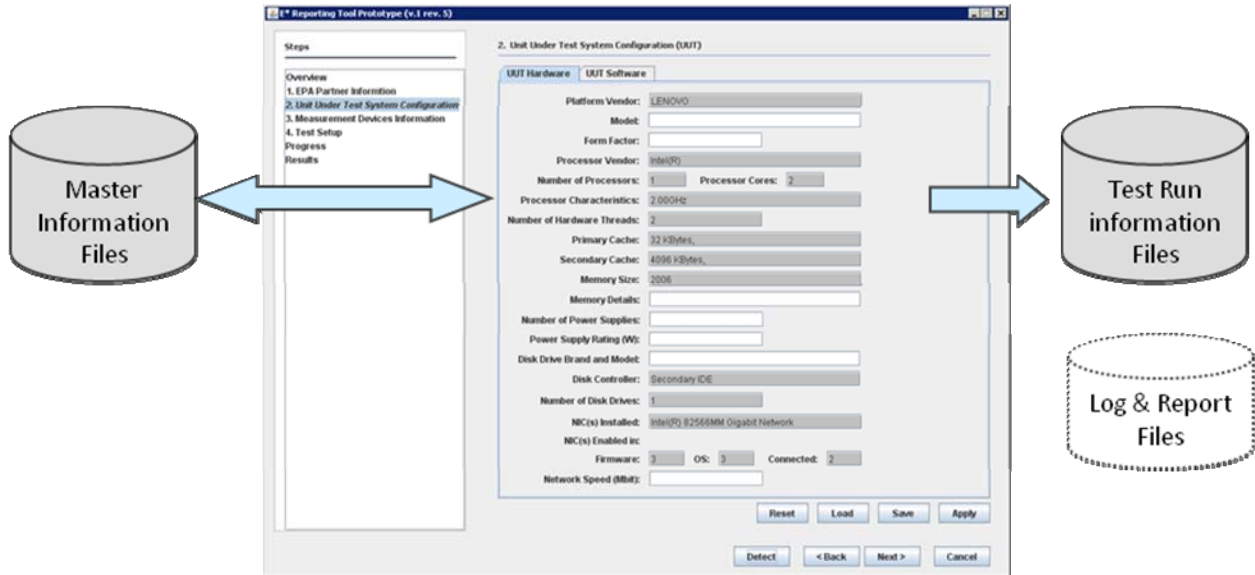 E* Reporting Tool Prototype (v.1 rev. 5)
Steps
Overview
1. EPA Partner Informtion
2. Unit Under Test System Configuration
3. Measurement Devices Information
4. Test Setup
Progress
Results
2. Unit Under Test System Configuration (UUT)
UUT Hardware UUT Software
Platform Vendor: LENOVO
Model:
Form Factor:
Processor Vendor: Intel(R)
Number of Processors: 1 Processor Cores: 2
Processor Characteristics: 2.00GHz
Number of Hardware Threads: 2
Primary Cache: 32 KBytes,
Secondary Cache: 4096 KBytes,
Memory Size: 2006
Memory Details:
Number of Power Supplies:
Power Supply Rating (W):
Disk Drive Brand and Model:
Disk Controller: Secondary IDE
Number of Disk Drives: 1
NIC(s) Installed: Intel(R) 82566MM Gigabit Network
NIC(s) Enabled in:
Firmware: 3 OS: 3 Connected: 2
Network Speed (Mbit):
Reset Load Save Apply
Detect < Back Next > Cancel
Master
Information
Files
Test Run
information
Files
Log & Report
Files